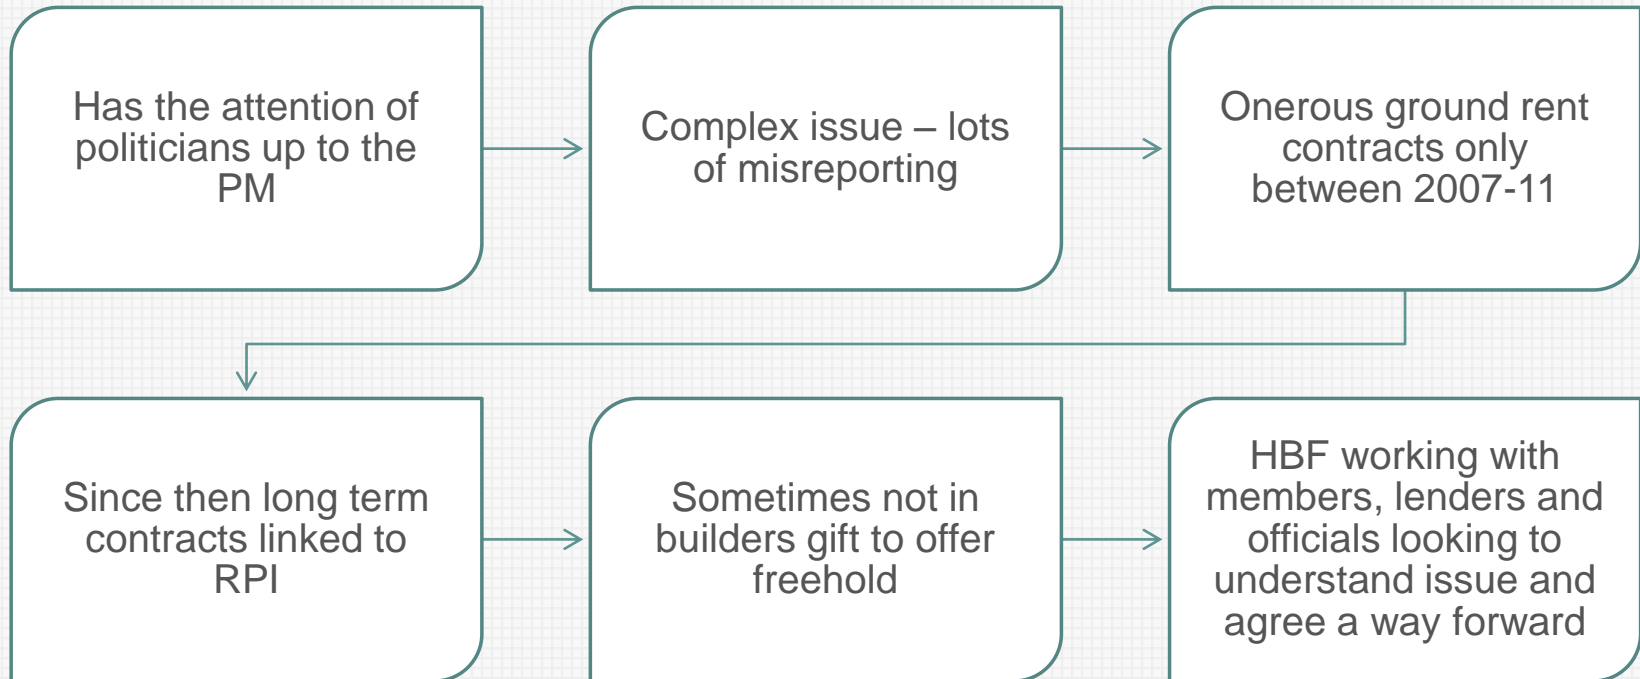 Has the attention of
politicians up to the
PM
Complex issue – lots
of misreporting
Onerous ground rent
contracts only
between 2007-11
Since then long term
contracts linked to
RPI
Sometimes not in
builders gift to offer
freehold
HBF working with
members, lenders and
officials looking to
understand issue and
agree a way forward